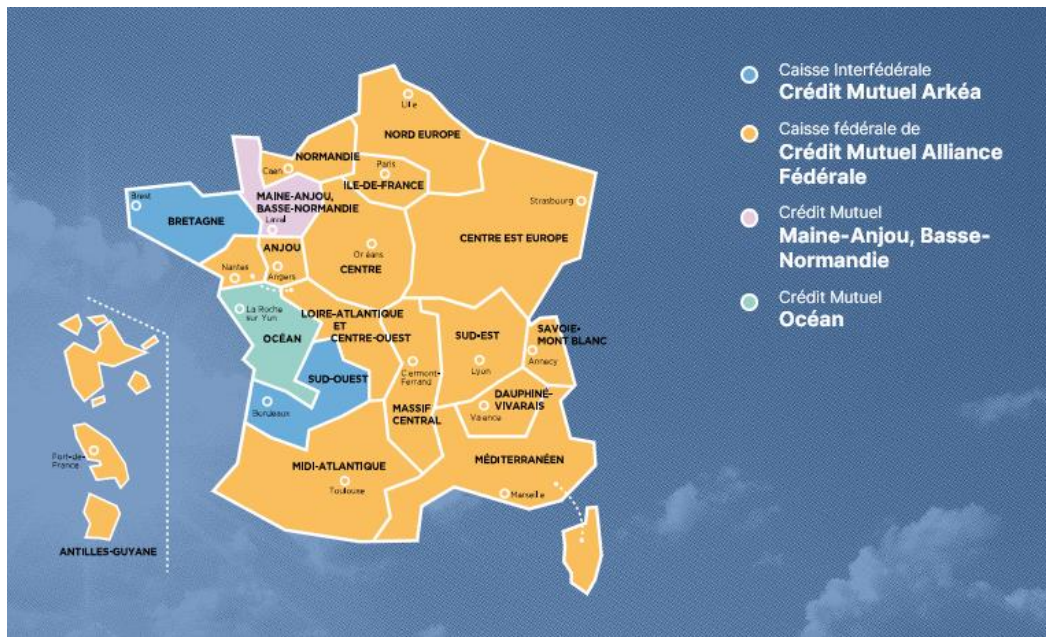 Caisse Interfédérale
Crédit Mutuel Arkéa
Caisse fédérale de
Crédit Mutuel Alliance
Fédérale
Crédit Mutuel
Maine-Anjou, Basse-
Normandie
Crédit Mutuel
Océan
Lille
NORD EUROPE
NORMANDIE
Caen
Paris
ILE-DE-FRANCE
Strasbourg
Brest
BRETAGNE
MAINE-ANJOU,
BASSE-NORMANDIE
Laval
CENTRE EST EUROPE
ANJOU
Angers
Nantes
Orléans
CENTRE
La Roche
sur Yun
OCÉAN
LOIRE-ATLANTIQUE
ET
CENTRE-OUEST
SUD-EST
Lyon
SAVOIE-
MONT BLANC
Annecy
SUD-OUEST
Bordeaux
Clermont-
Ferrand
MASSIF
CENTRAL
DAUPHINÉ-
VIVARAIS
Valence
MIDI-ATLANTIQUE
Toulouse
MÉDITERRANÉEN
Marseille
Fort-de-
France
ANTILLES-GUYANE